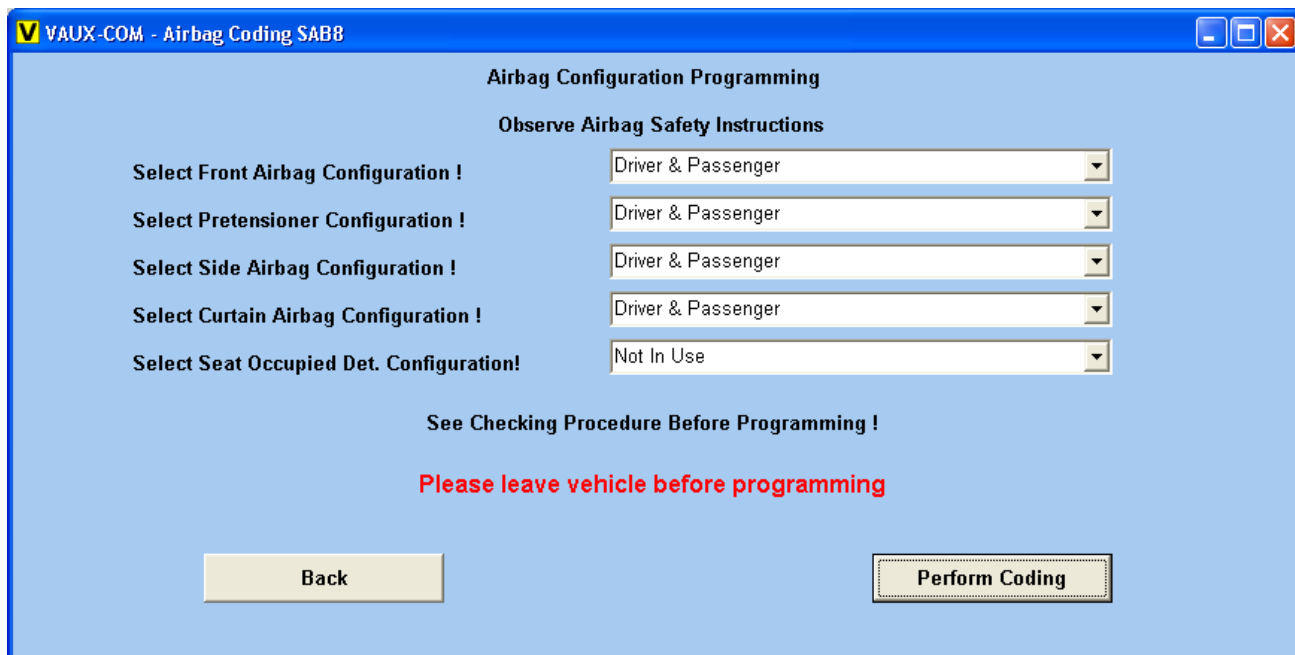 VAUX-COM - Airbag Coding SAB8
Airbag Configuration Programming
Observe Airbag Safety Instructions
Select Front Airbag Configuration ! Driver & Passenger
Select Pretensioner Configuration ! Driver & Passenger
Select Side Airbag Configuration ! Driver & Passenger
Select Curtain Airbag Configuration ! Driver & Passenger
Select Seat Occupied Det. Configuration! Not In Use
See Checking Procedure Before Programming !
Please leave vehicle before programming
Back Perform Coding